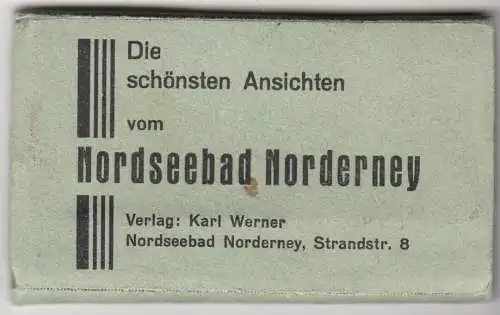 Die
schönsten Ansichten
vom
Nordseebad Norderney
Verlag: Karl Werner
Nordseebad Norderney, Strandstr. 8